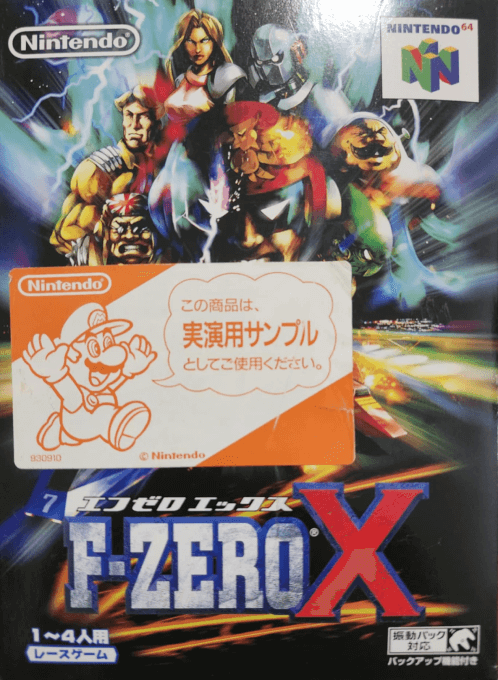 Nintendo
NINTENDO 64
Nintendo
この商品は、
実演用サンプル
としてご使用ください。
930910
© Nintendo
7
エフゼロ エックス
F-ZERO X
®
1〜4人用
レースゲーム
振動パック
対応
バックアップ機能付き